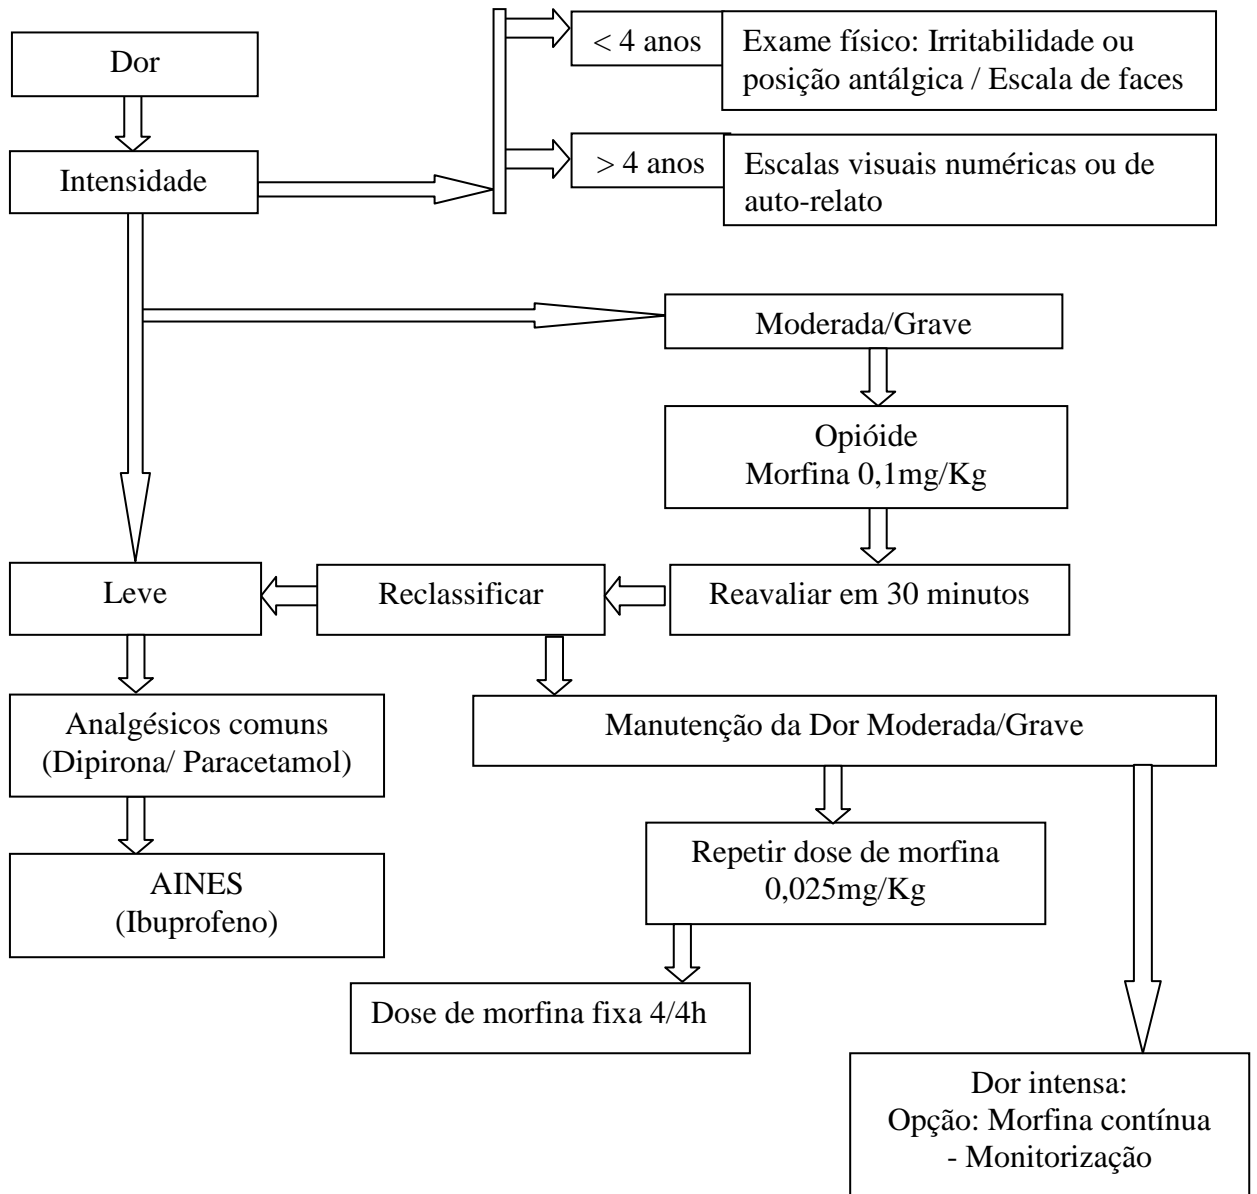 Dor
Intensidade
< 4 anos
Exame físico: Irritabilidade ou
posição antálgica / Escala de faces
> 4 anos
Escalas visuais numéricas ou de
auto-relato
Moderada/Grave
Opióide
Morfina 0,1mg/Kg
Leve
Reclassificar
Reavaliar em 30 minutos
Analgésicos comuns
(Dipirona/ Paracetamol)
Manutenção da Dor Moderada/Grave
AINES
(Ibuprofeno)
Repetir dose de morfina
0,025mg/Kg
Dose de morfina fixa 4/4h
Dor intensa:
Opção: Morfina contínua
- Monitorização